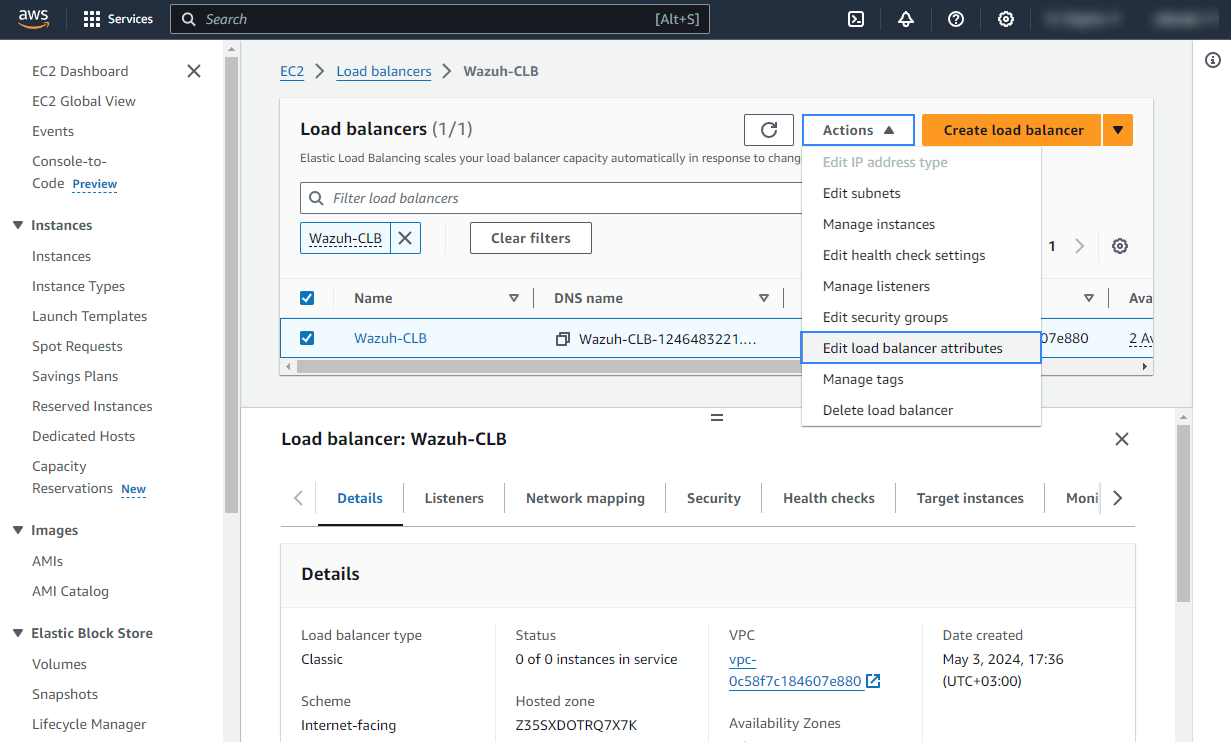 aws
Services
Search
[Alt+S]
EC2 Dashboard
EC2 Global View
Events
Console-to-
Code Preview
Instances
Instances
Instance Types
Launch Templates
Spot Requests
Savings Plans
Reserved Instances
Dedicated Hosts
Capacity
Reservations New
Images
AMIs
AMI Catalog
Elastic Block Store
Volumes
Snapshots
Lifecycle Manager
EC2 Load balancers Wazuh-CLB
Load balancers (1/1)
Actions
Create load balancer
Elastic Load Balancing scales your load balancer capacity automatically in response to chang
Filter load balancers
Wazuh-CLB
Clear filters
1
Name DNS name Ava
Wazuh-CLB Wazuh-CLB-1246483221.... 07e880 2 Av
Edit IP address type
Edit subnets
Manage instances
Edit health check settings
Manage listeners
Edit security groups
Edit load balancer attributes
Manage tags
Delete load balancer
Load balancer: Wazuh-CLB
Details Listeners Network mapping Security Health checks Target instances Moni
Details
Load balancer type
Classic
Scheme
Internet-facing
Status
0 of 0 instances in service
Hosted zone
Z35SXDOTRQ7X7K
VPC
vpc-
0c58f7c184607e880
Availability Zones
Date created
May 3, 2024, 17:36
(UTC+03:00)